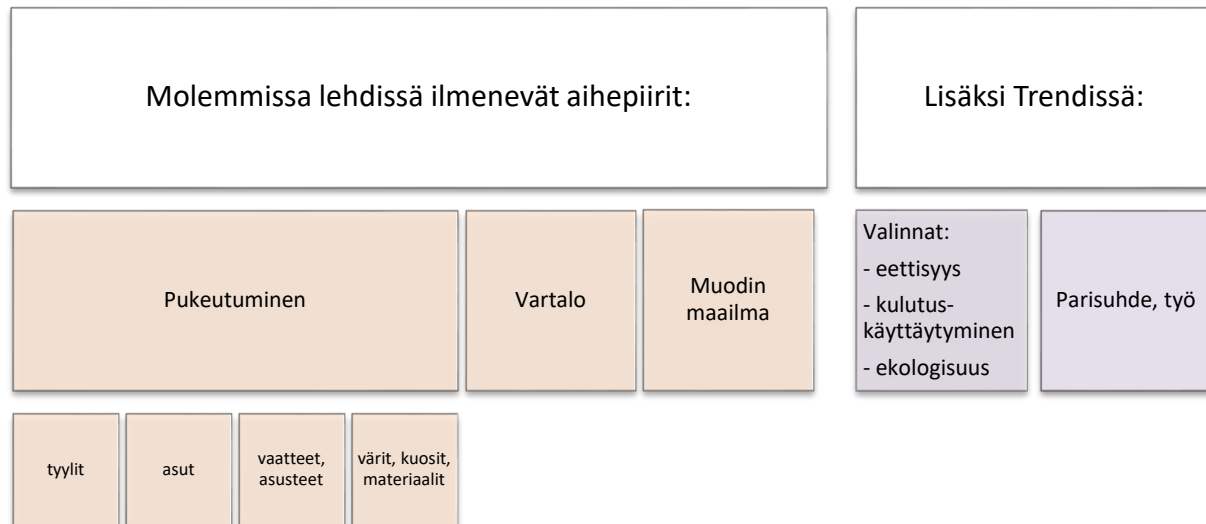 Molemmissa lehdissä ilmenevät aihepiirit:
Lisäksi Trendissä:
Pukeutuminen
Vartalo
Muodin
maailma
Valinnat:
- eettisyys
- kulutus-
käyttäytyminen
- ekologisuus
Parisuhde, työ
tyylit
asut
vaatteet,
asusteet
värit, kuosit,
materiaalit